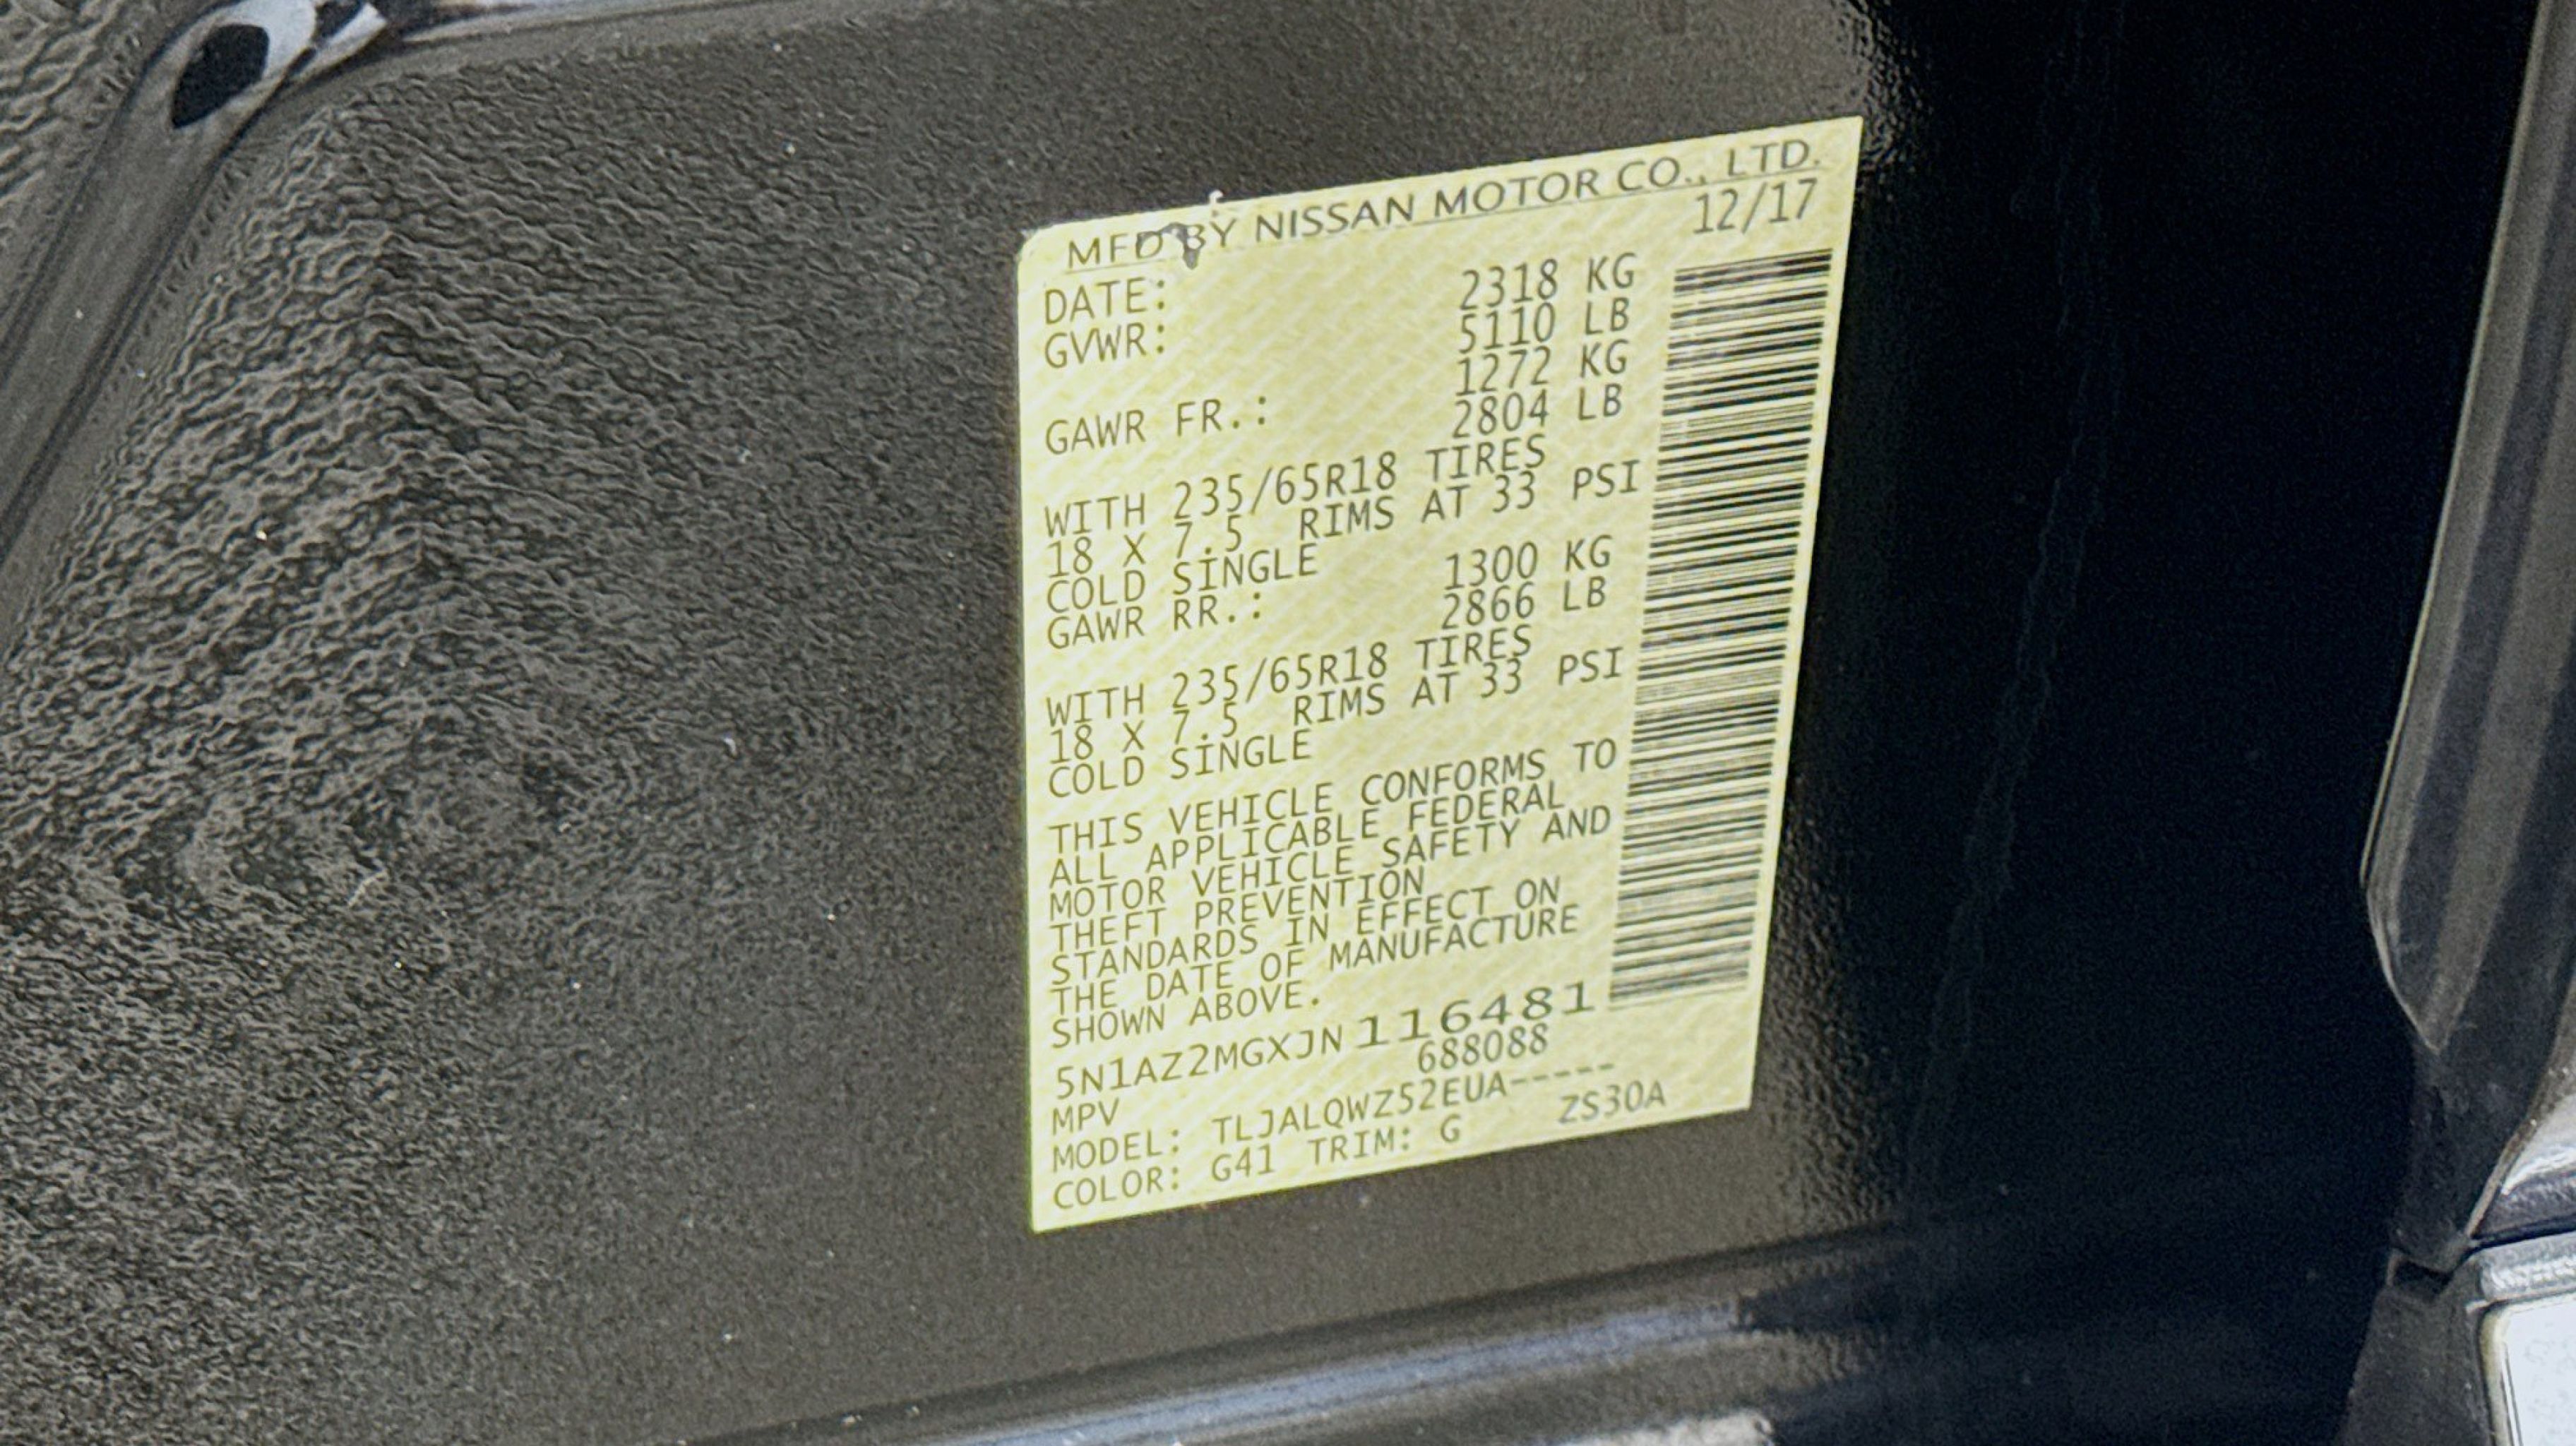 MFD BY NISSAN MOTOR CO., LTD.
DATE: 12/17
GVWR: 2318 KG
5110 LB
GAWR FR.: 1272 KG
2804 LB
WITH 235/65R18 TIRES
18 X 7.5 RIMS AT 33 PSI
COLD SINGLE
GAWR RR.: 1300 KG
2866 LB
WITH 235/65R18 TIRES
18 X 7.5 RIMS AT 33 PSI
COLD SINGLE
THIS VEHICLE CONFORMS TO
ALL APPLICABLE FEDERAL
MOTOR VEHICLE SAFETY AND
THEFT PREVENTION
STANDARDS IN EFFECT ON
THE DATE OF MANUFACTURE
SHOWN ABOVE.
5N1AZ2MGXJN116481
MPV 688088
MODEL: TLJALQWZ52EUA-----
COLOR: G41 TRIM: G ZS30A